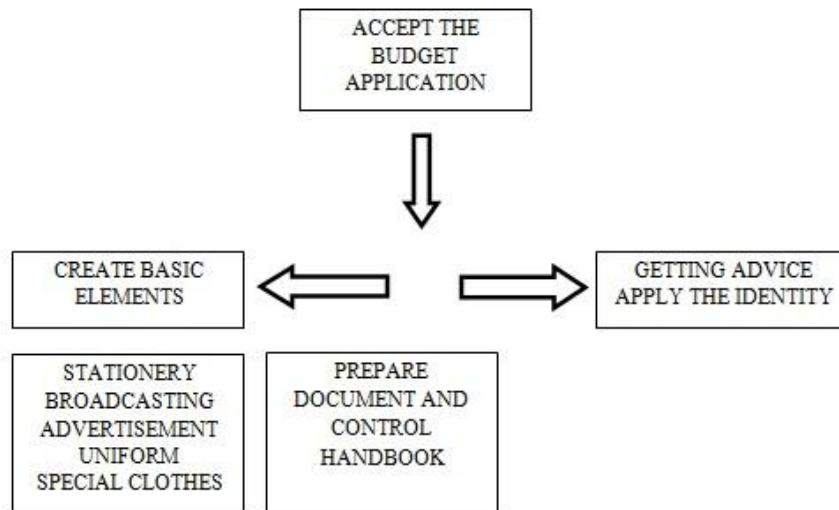 ACCEPT THE
BUDGET
APPLICATION
CREATE BASIC
ELEMENTS
GETTING ADVICE
APPLY THE IDENTITY
STATIONERY
BROADCASTING
ADVERTISEMENT
UNIFORM
SPECIAL CLOTHES
PREPARE
DOCUMENT AND
CONTROL
HANDBOOK